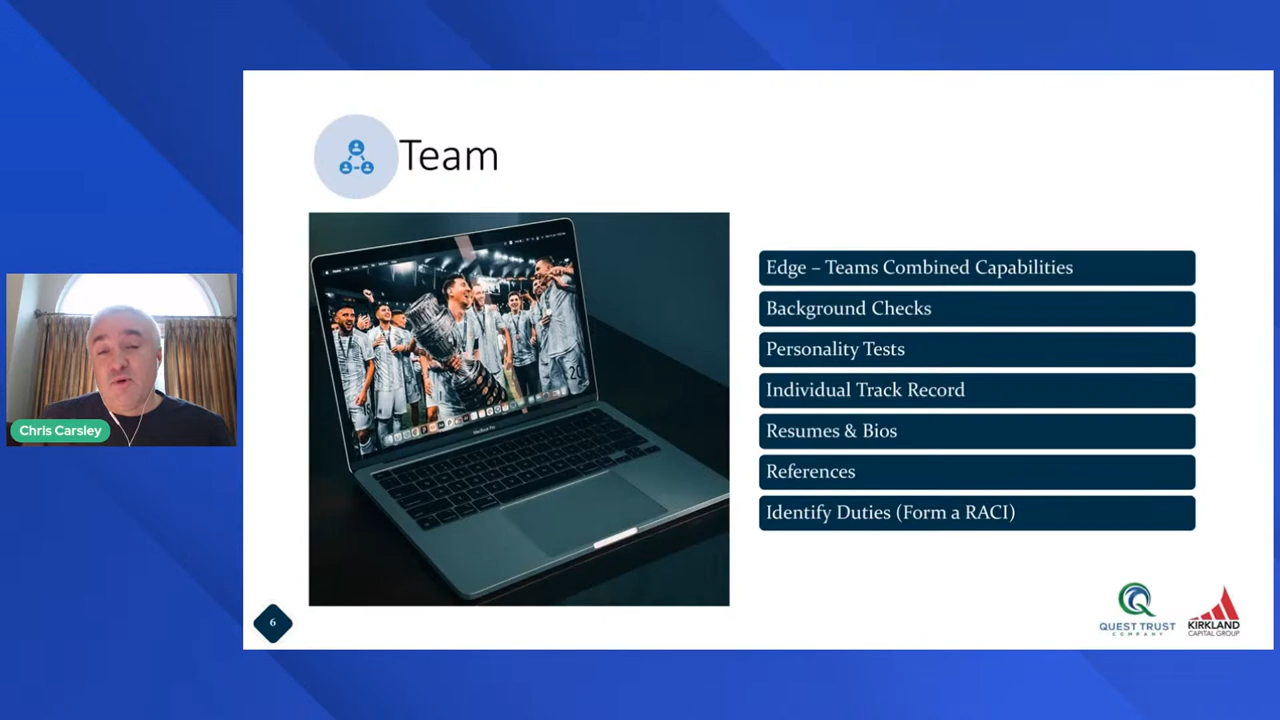 Team
Edge – Teams Combined Capabilities
Background Checks
Personality Tests
Individual Track Record
Resumes & Bios
References
Identify Duties (Form a RACI)
Chris Carsley
MacBook Pro
20
6
QUEST TRUST
COMPANY
KIRKLAND
CAPITAL GROUP